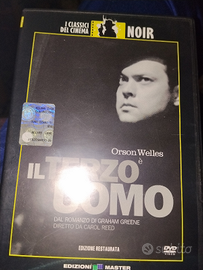 I CLASSICI
DEL CINEMA
NOIR
Orson Welles
è
IL TERZO
UOMO
DAL ROMANZO DI GRAHAM GREENE
DIRETTO DA CAROL REED
EDIZIONE RESTAURATA
DVD
EDIZIONI MASTER
subito